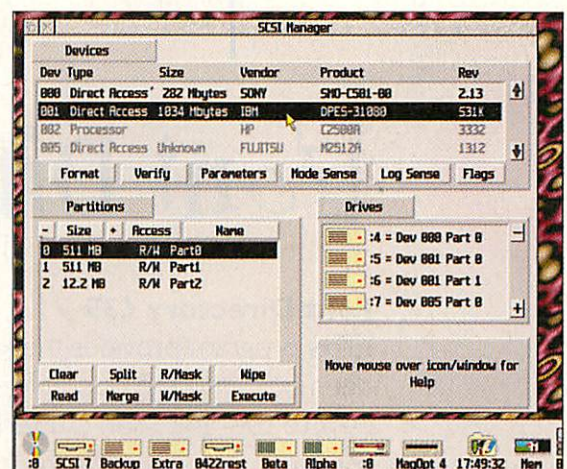 SCSI Manager
Devices
Dev Type Size Vendor Product Rev
000 Direct Access' 282 Mbytes SONY SMO-C501-00 2.13
001 Direct Access 1034 Mbytes IBM DPES-31080 S31K
002 Processor HP C2500A 3332
005 Direct Access Unknown FUJITSU M2512A 1312
Format Verify Parameters Mode Sense Log Sense Flags
Partitions
- Size + Access Name
0 511 MB R/W Part0
1 511 MB R/W Part1
2 12.2 MB R/W Part2
Clear Split R/Mask Wipe
Read Merge W/Mask Execute
Drives
:4 = Dev 000 Part 0
:5 = Dev 001 Part 0
:6 = Dev 001 Part 1
:7 = Dev 005 Part 0
Move mouse over icon/window for
Help
:0 SCSI 7 Backup Extra 0422rest Beta Alpha :0 MagOpt 4 17:45:32 Mem